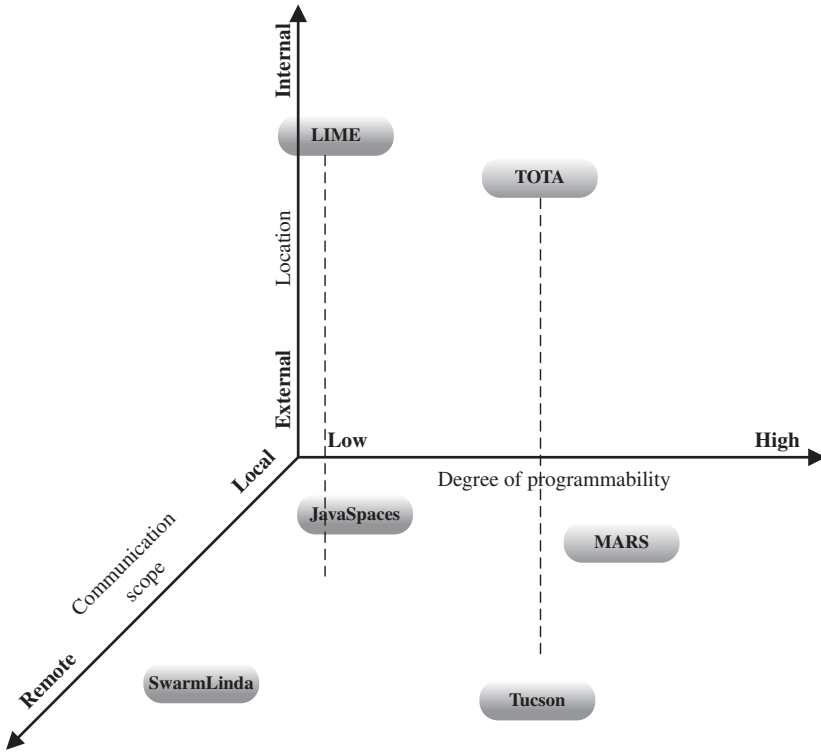 Internal
LIME
TOTA
Location
External
Low
High
Local
Degree of programmability
JavaSpaces
MARS
Communication
scope
Remote
SwarmLinda
Tucson